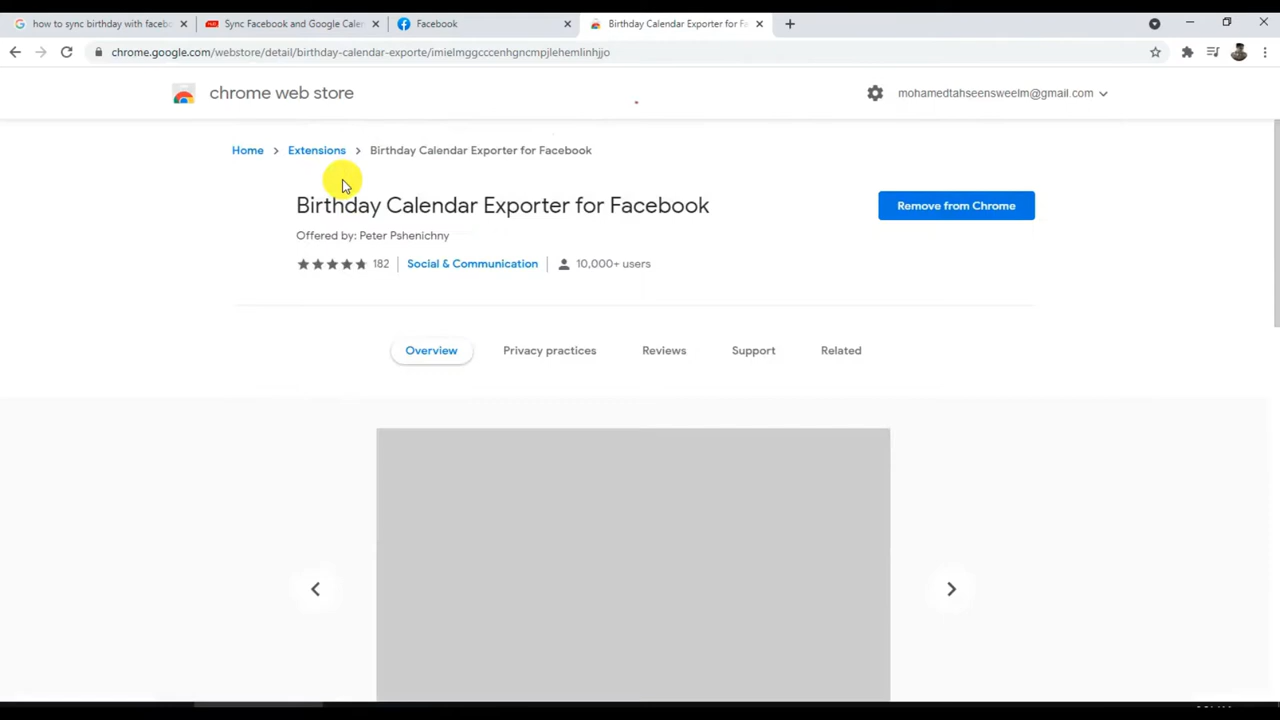 how to sync birthday with facebo
Sync Facebook and Google Caler
Facebook
Birthday Calendar Exporter for Fa
chrome.google.com/webstore/detail/birthday-calendar-exporte/imielmggcccenhgncmpjlehemlinhjjo
chrome web store
mohamedtahseensweelm@gmail.com
Home > Extensions > Birthday Calendar Exporter for Facebook
Birthday Calendar Exporter for Facebook
Remove from Chrome
Offered by: Peter Pshenichny
182 Social & Communication 10,000+ users
Overview Privacy practices Reviews Support Related